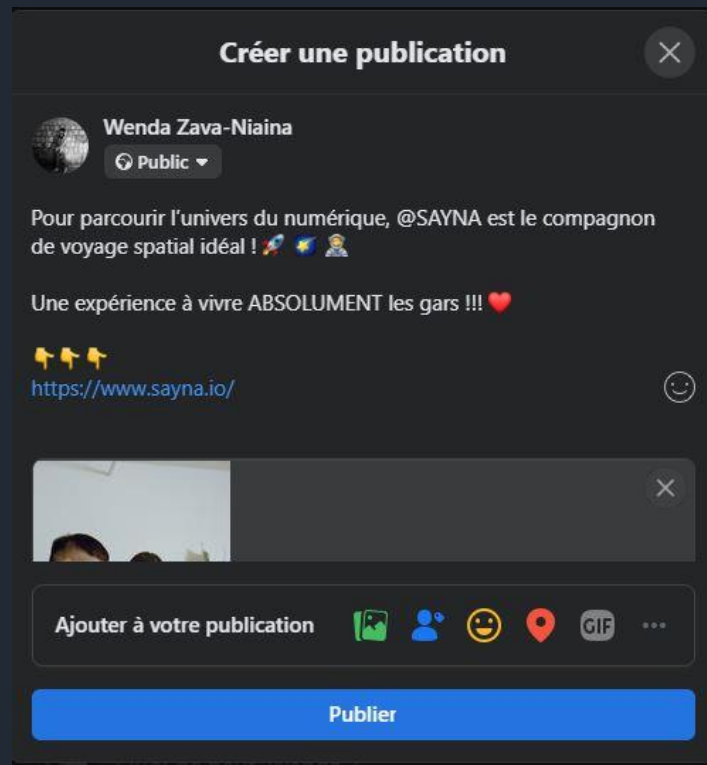 Créer une publication
Wenda Zava-Niaina
Public
Pour parcourir l'univers du numérique, @SAYNA est le compagnon
de voyage spatial idéal ! 🚀 🌠 🧑‍🚀
Une expérience à vivre ABSOLUMENT les gars !!! ❤️
👇👇👇
https://www.sayna.io/
Ajouter à votre publication
GIF
Publier